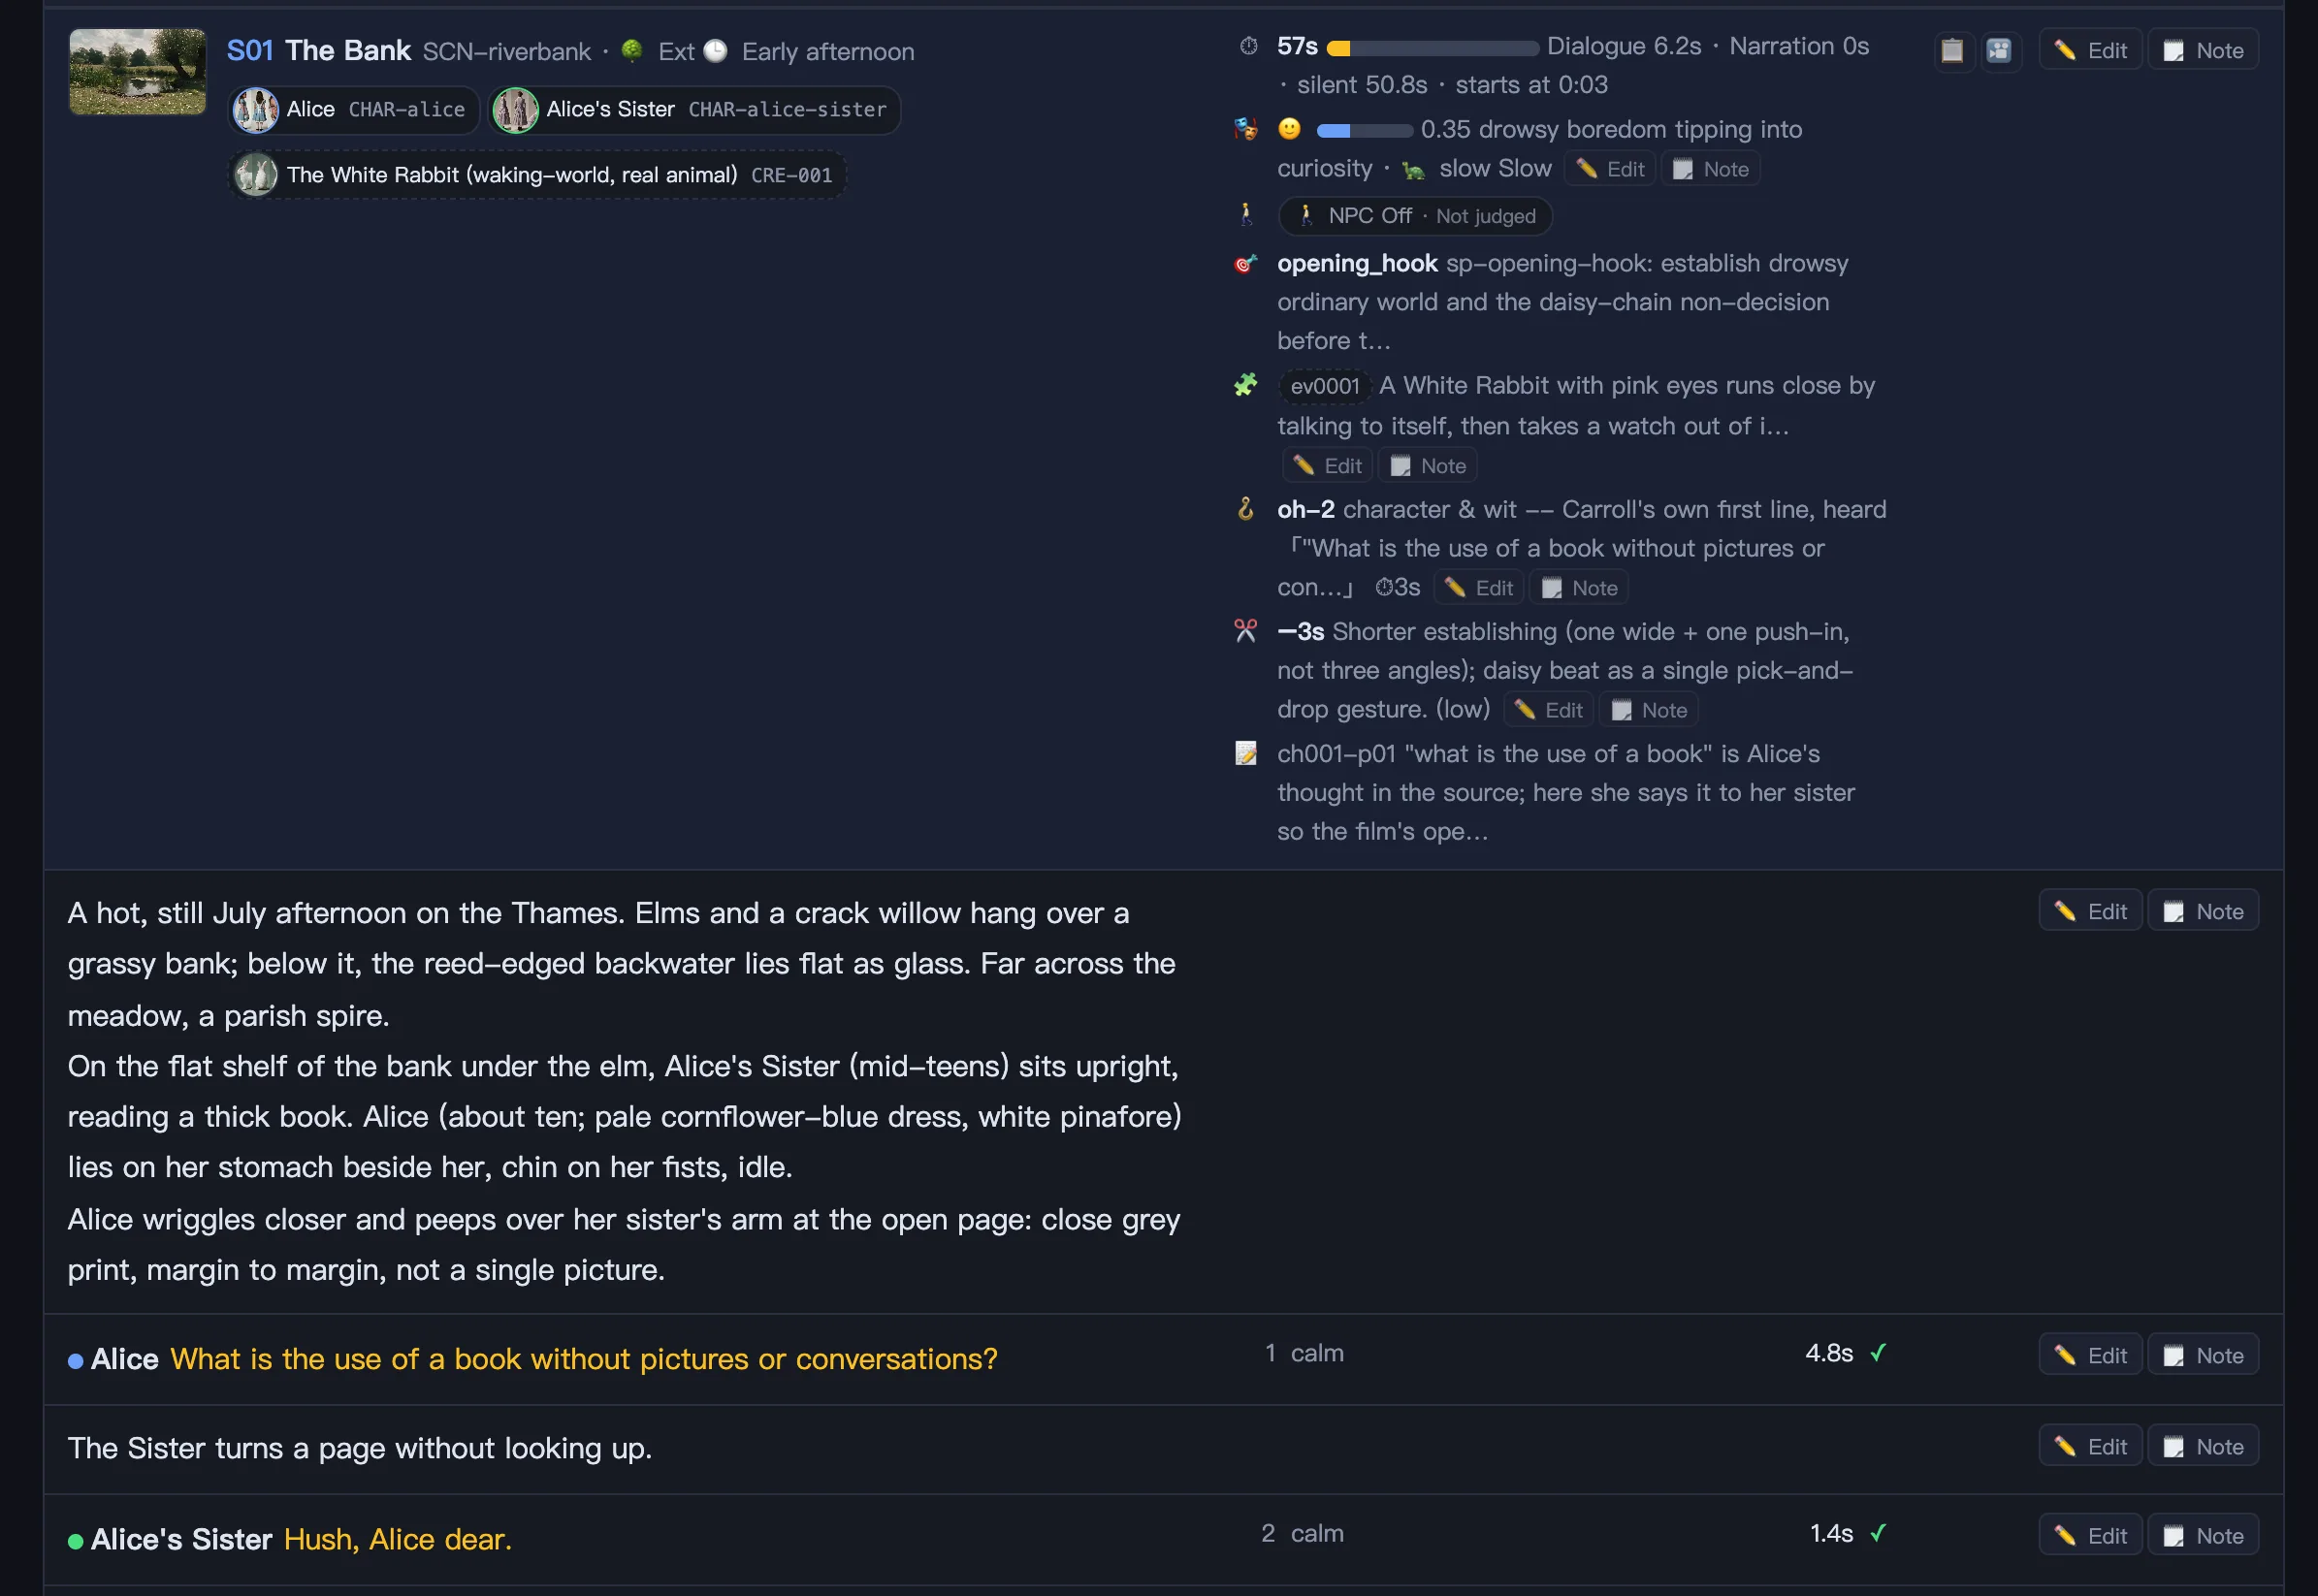 S01 The Bank SCN-riverbank · Ext Early afternoon
Alice CHAR-alice Alice's Sister CHAR-alice-sister
The White Rabbit (waking-world, real animal) CRE-001
57s Dialogue 6.2s · Narration 0s
· silent 50.8s · starts at 0:03
0.35 drowsy boredom tipping into
curiosity · slow Slow Edit Note
NPC Off · Not judged
opening_hook sp-opening-hook: establish drowsy
ordinary world and the daisy-chain non-decision
before t…
ev0001 A White Rabbit with pink eyes runs close by
talking to itself, then takes a watch out of i…
Edit Note
oh-2 character & wit -- Carroll's own first line, heard
「"What is the use of a book without pictures or
con…」 ⏱3s Edit Note
—3s Shorter establishing (one wide + one push-in,
not three angles); daisy beat as a single pick-and-
drop gesture. (low) Edit Note
ch001-p01 "what is the use of a book" is Alice's
thought in the source; here she says it to her sister
so the film's ope…
Edit Note
A hot, still July afternoon on the Thames. Elms and a crack willow hang over a
grassy bank; below it, the reed-edged backwater lies flat as glass. Far across the
meadow, a parish spire.
On the flat shelf of the bank under the elm, Alice's Sister (mid-teens) sits upright,
reading a thick book. Alice (about ten; pale cornflower-blue dress, white pinafore)
lies on her stomach beside her, chin on her fists, idle.
Alice wriggles closer and peeps over her sister's arm at the open page: close grey
print, margin to margin, not a single picture.
Edit Note
Alice What is the use of a book without pictures or conversations? 1 calm 4.8s ✓ Edit Note
The Sister turns a page without looking up. Edit Note
Alice's Sister Hush, Alice dear. 2 calm 1.4s ✓ Edit Note